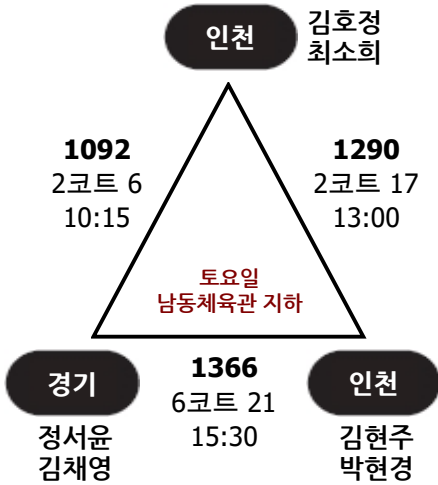 인천
김호정
최소희
1092
2코트 6
10:15
1290
2코트 17
13:00
토요일
남동체육관 지하
경기
정서윤
김채영
1366
6코트 21
15:30
인천
김현주
박현경